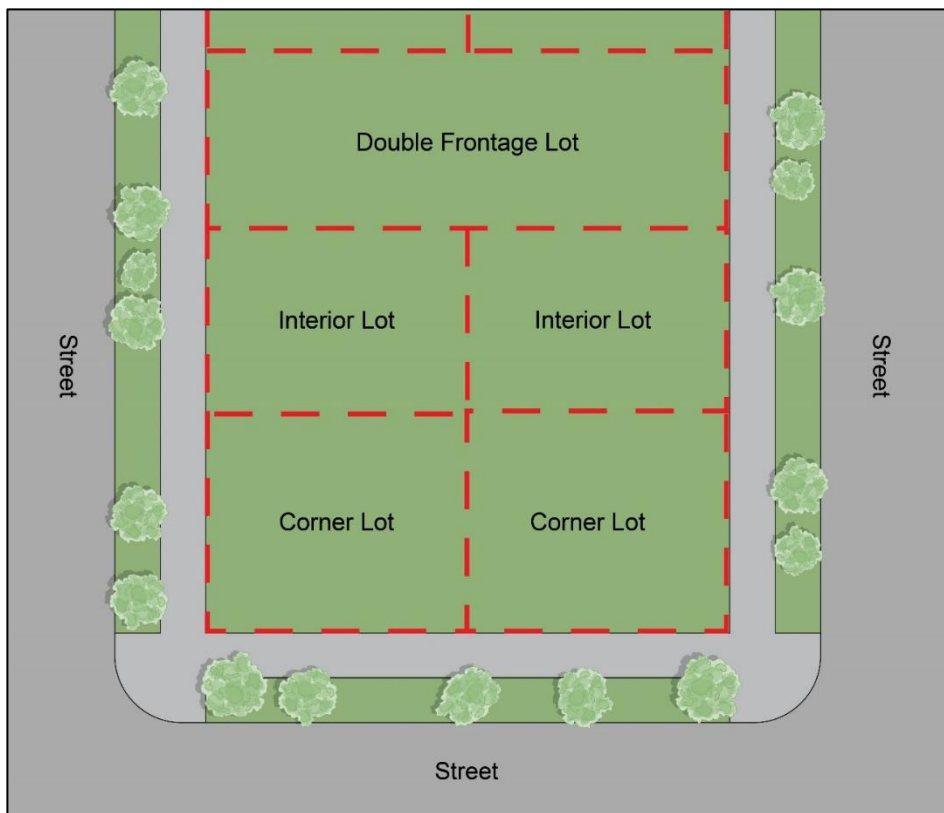 Double Frontage Lot
Interior Lot
Interior Lot
Street
Street
Corner Lot
Corner Lot
Street